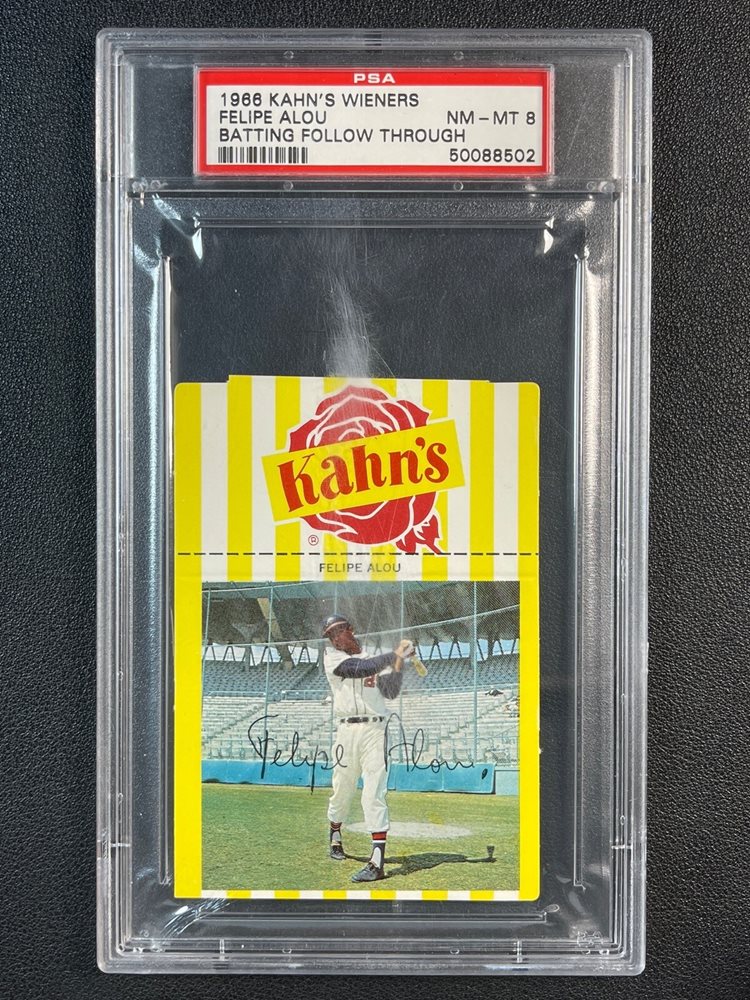 PSA
1966 KAHN'S WIENERS
FELIPE ALOU NM-MT 8
BATTING FOLLOW THROUGH
50088502
Kahn's
®
FELIPE ALOU
Felipe Alou